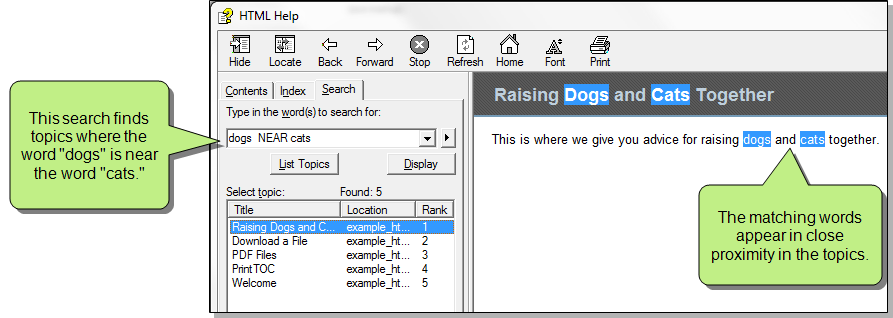 HTML Help
Hide Locate Back Forward Stop Refresh Home Font Print
Contents Index Search
Type in the word(s) to search for:
dogs NEAR cats
List Topics Display
Select topic: Found: 5
Title Location Rank
Raising Dogs and C... example_ht... 1
Download a File example_ht... 2
PDF Files example_ht... 3
PrintTOC example_ht... 4
Welcome example_ht... 5
This search finds
topics where the
word "dogs" is near
the word "cats."
Raising Dogs and Cats Together
This is where we give you advice for raising dogs and cats together.
The matching words
appear in close
proximity in the topics.